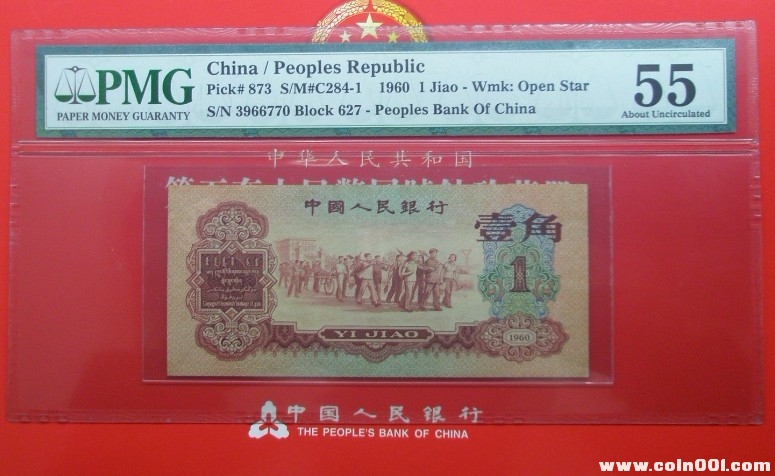 PMG
PAPER MONEY GUARANTY
China / Peoples Republic
Pick# 873 S/M#C284-1 1960 1 Jiao - Wmk: Open Star
S/N 3966770 Block 627 - Peoples Bank Of China
55
About Uncirculated
中华人民共和国
中國人民銀行
壹角
1
YI JIAO
1960
中国人民银行
THE PEOPLE'S BANK OF CHINA
www.coin001.com